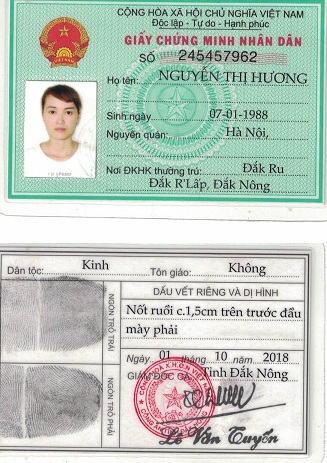 CỘNG HÒA XÃ HỘI CHỦ NGHĨA VIỆT NAM
Độc lập - Tự do - Hạnh phúc
GIẤY CHỨNG MINH NHÂN DÂN
SỐ 245457962
Họ tên: NGUYỄN THỊ HƯƠNG
Sinh ngày 07-01-1988
Nguyên quán: Hà Nội,
Nơi ĐKHK thường trú: Đắk Ru
Đắk R'Lấp, Đắk Nông
Dân tộc: Kinh Tôn giáo: Không
NGÓN TRỎ TRÁI
NGÓN TRỎ PHẢI
DẤU VẾT RIÊNG VÀ DỊ HÌNH
Nốt ruồi c.1,5cm trên trước đầu
mày phải
Ngày 01 tháng 10 năm 2018
GIÁM ĐỐC CA Tỉnh Đắk Nông
Lê Văn Tuyến